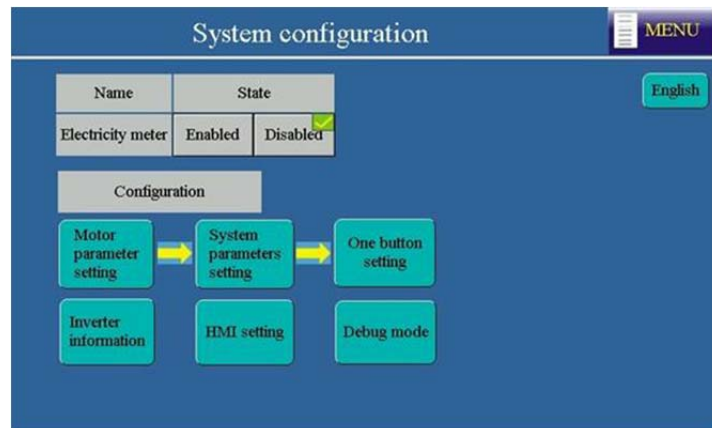 System configuration
MENU
English
Name State
Electricity meter Enabled Disabled
Configuration
Motor
parameter
setting
System
parameters
setting
One button
setting
Inverter
information
HMI setting
Debug mode